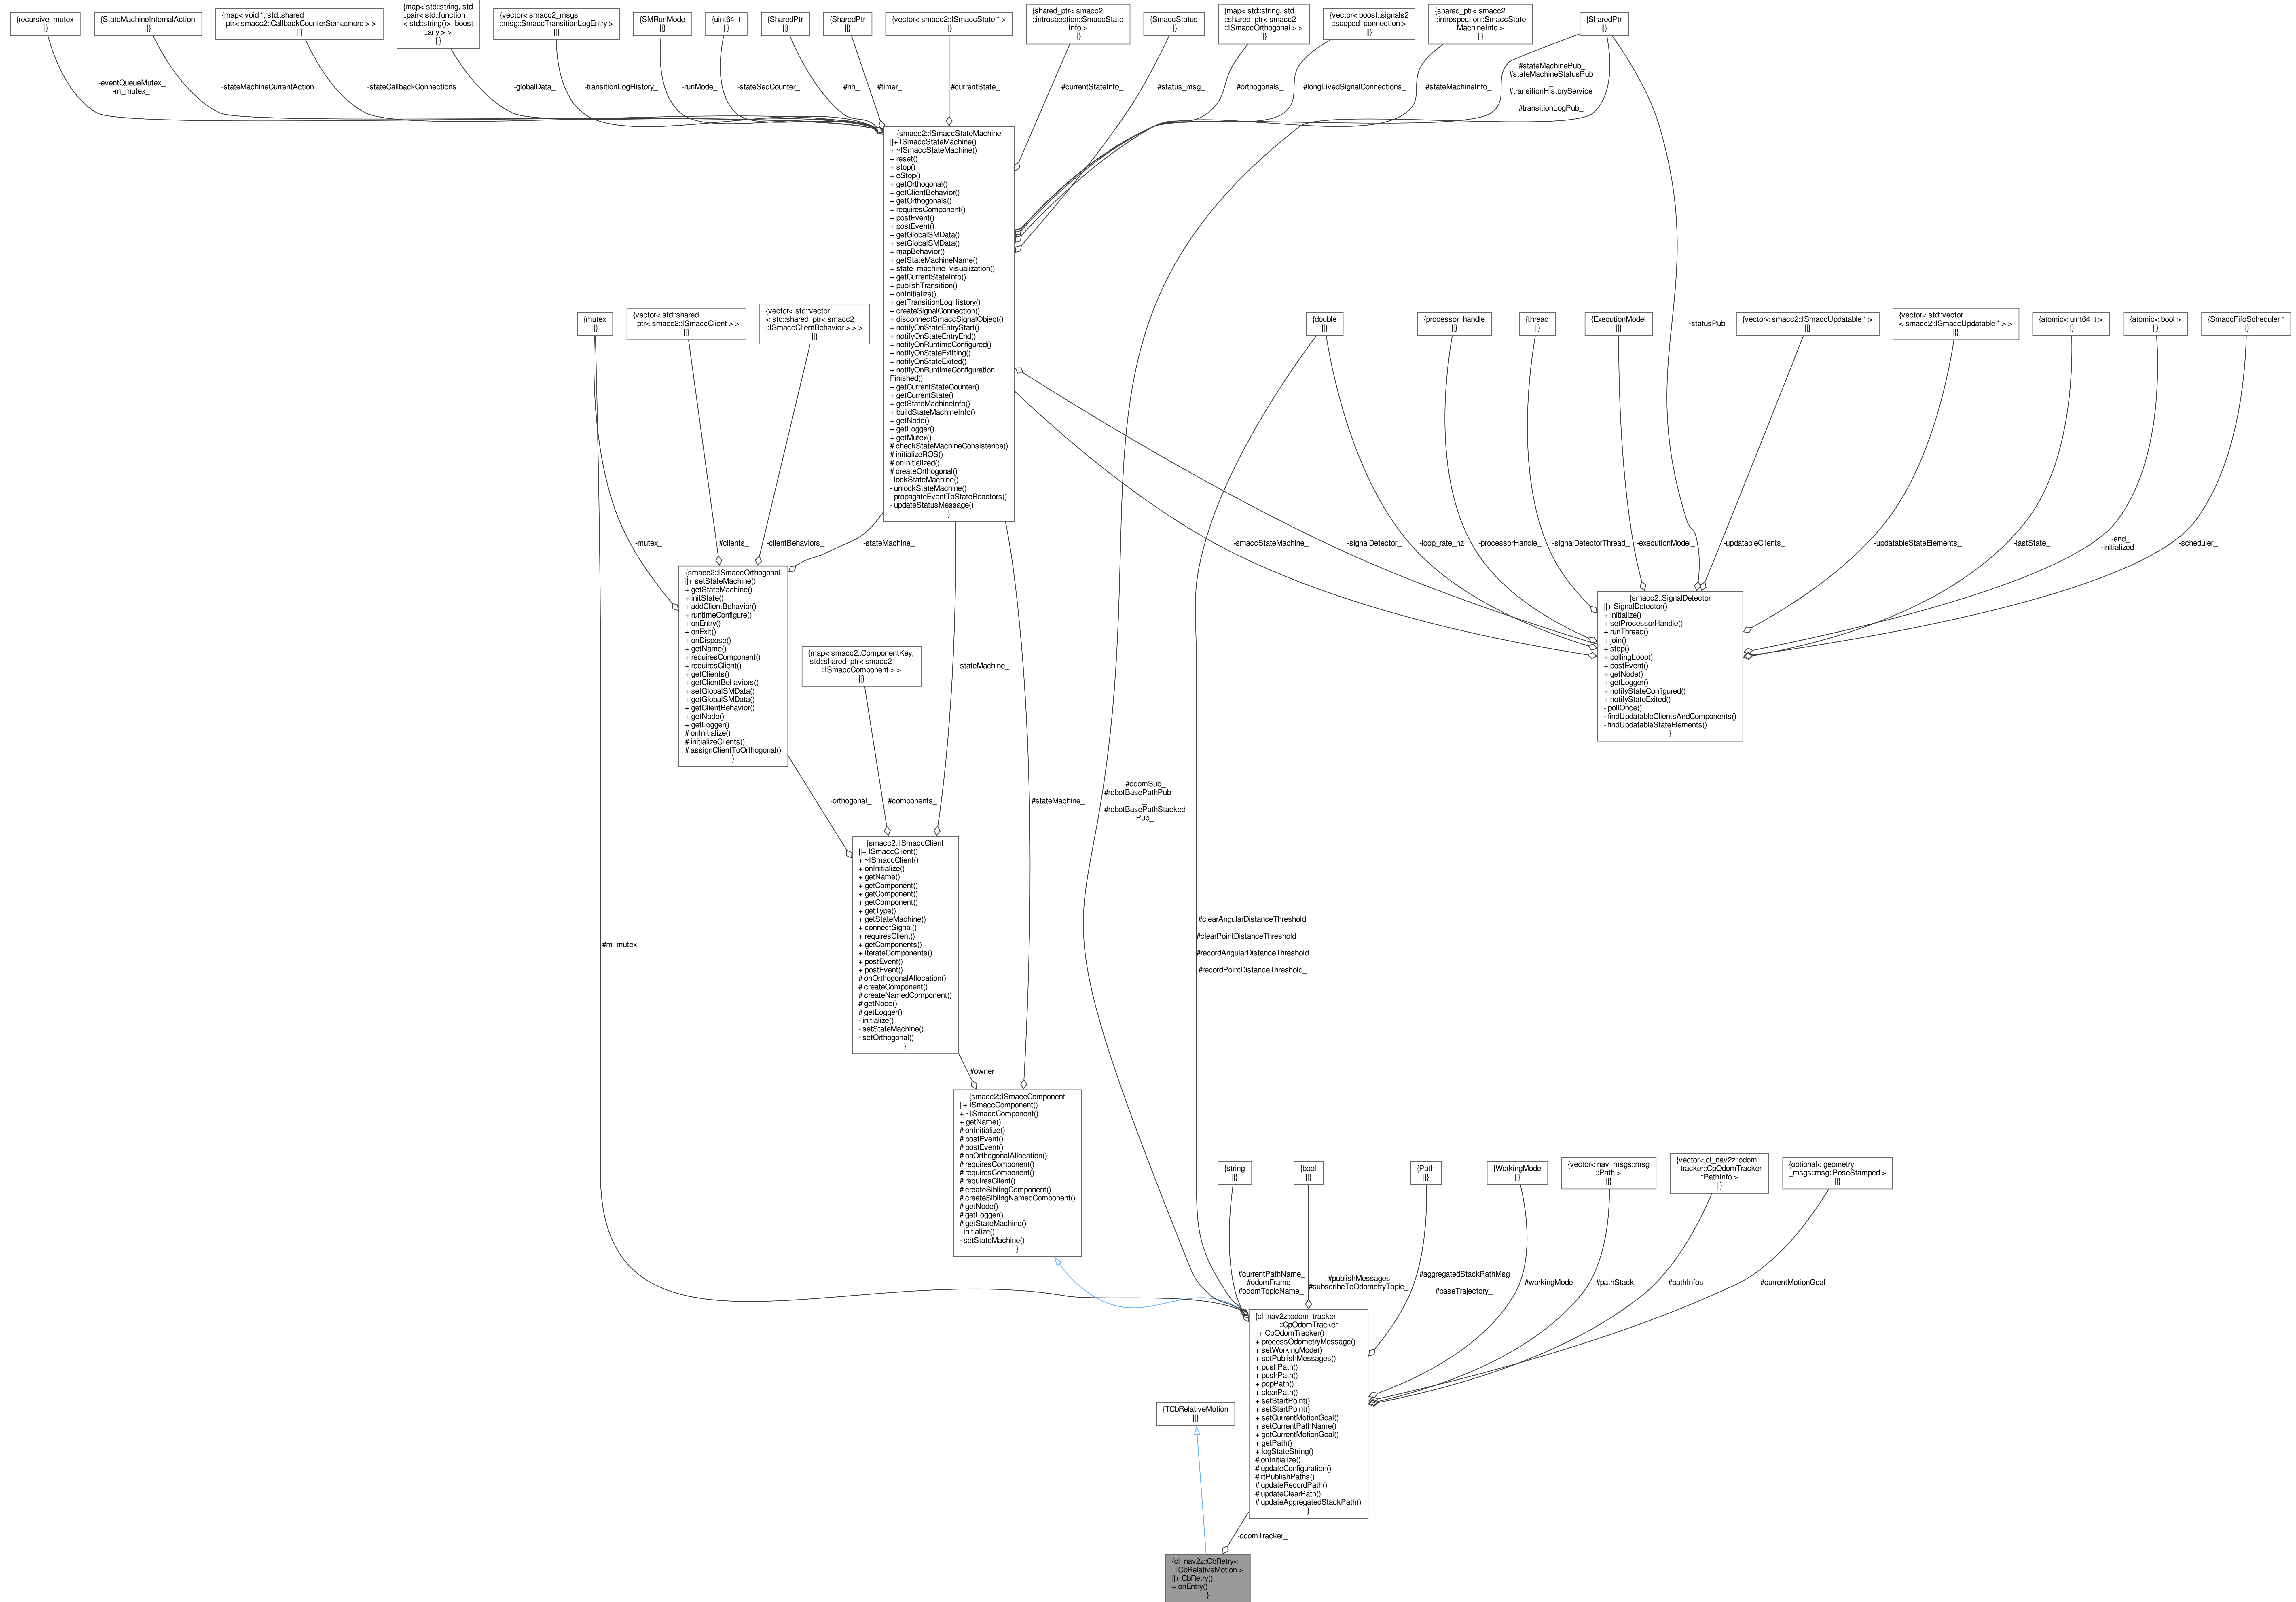 {recursive_mutex
||}
{StateMachineInternalAction
||}
{map< void *, std::shared
_ptr< smacc2::CallbackCounterSemaphore > >
||}
{map< std::string, std
::pair< std::function
< std::string()>, boost
::any > >
||}
{vector< smacc2_msgs
::msg::SmaccTransitionLogEntry >
||}
{SMRunMode
||}
{uint64_t
||}
{SharedPtr
||}
{SharedPtr
||}
{vector< smacc2::ISmaccState * >
||}
{shared_ptr< smacc2
::introspection::SmaccState
Info >
||}
{SmaccStatus
||}
{map< std::string, std
::shared_ptr< smacc2
::ISmaccOrthogonal > >
||}
{vector< boost::signals2
::scoped_connection >
||}
{shared_ptr< smacc2
::introspection::SmaccState
MachineInfo >
||}
{SharedPtr
||}
-eventQueueMutex_
-m_mutex_
-stateMachineCurrentAction
-stateCallbackConnections
-globalData_
-transitionLogHistory_
-runMode_
-stateSeqCounter_
#nh_
#timer_
#currentState_
#currentStateInfo_
#status_msg_
#orthogonals_
#longLivedSignalConnections_
#stateMachineInfo_
#stateMachinePub_
#stateMachineStatusPub
_
#transitionHistoryService
_
#transitionLogPub_
{smacc2::ISmaccStateMachine
||+ ISmaccStateMachine()
+ ~ISmaccStateMachine()
+ reset()
+ stop()
+ eStop()
+ getOrthogonal()
+ getClientBehavior()
+ getOrthogonals()
+ requiresComponent()
+ postEvent()
+ postEvent()
+ getGlobalSMData()
+ setGlobalSMData()
+ mapBehavior()
+ getStateMachineName()
+ state_machine_visualization()
+ getCurrentStateInfo()
+ publishTransition()
+ onInitialize()
+ getTransitionLogHistory()
+ createSignalConnection()
+ disconnectSmaccSignalObject()
+ notifyOnStateEntryStart()
+ notifyOnStateEntryEnd()
+ notifyOnRuntimeConfigured()
+ notifyOnStateExitting()
+ notifyOnStateExited()
+ notifyOnRuntimeConfiguration
Finished()
+ getCurrentStateCounter()
+ getCurrentState()
+ getStateMachineInfo()
+ buildStateMachineInfo()
+ getNode()
+ getLogger()
+ getMutex()
# checkStateMachineConsistence()
# initializeROS()
# onInitialized()
# createOrthogonal()
- lockStateMachine()
- unlockStateMachine()
- propagateEventToStateReactors()
- updateStatusMessage()
}
{mutex
||}
{vector< std::shared
_ptr< smacc2::ISmaccClient > >
||}
{vector< std::vector
< std::shared_ptr< smacc2
::ISmaccClientBehavior > > >
||}
{double
||}
{processor_handle
||}
{thread
||}
{ExecutionModel
||}
-statusPub_
{vector< smacc2::ISmaccUpdatable * >
||}
{vector< std::vector
< smacc2::ISmaccUpdatable * > >
||}
{atomic< uint64_t >
||}
{atomic< bool >
||}
{SmaccFifoScheduler *
||}
-mutex_
#clients_
-clientBehaviors_
-stateMachine_
-smaccStateMachine_
-signalDetector_
-loop_rate_hz
-processorHandle_
-signalDetectorThread_
-executionModel_
-updatableClients_
-updatableStateElements_
-lastState_
-end_
-initialized_
-scheduler_
{smacc2::ISmaccOrthogonal
||+ setStateMachine()
+ getStateMachine()
+ initState()
+ addClientBehavior()
+ runtimeConfigure()
+ onEntry()
+ onExit()
+ onDispose()
+ getName()
+ requiresComponent()
+ requiresClient()
+ getClients()
+ getClientBehaviors()
+ setGlobalSMData()
+ getGlobalSMData()
+ getClientBehavior()
+ getNode()
+ getLogger()
# onInitialize()
# initializeClients()
# assignClientToOrthogonal()
}
{smacc2::SignalDetector
||+ SignalDetector()
+ initialize()
+ setProcessorHandle()
+ runThread()
+ join()
+ stop()
+ pollingLoop()
+ postEvent()
+ getNode()
+ getLogger()
+ notifyStateConfigured()
+ notifyStateExited()
- pollOnce()
- findUpdatableClientsAndComponents()
- findUpdatableStateElements()
}
{map< smacc2::ComponentKey,
std::shared_ptr< smacc2
::ISmaccComponent > >
||}
-stateMachine_
-orthogonal_
#components_
#stateMachine_
#odomSub_
#robotBasePathPub
_
#robotBasePathStacked
Pub_
{smacc2::ISmaccClient
||+ ISmaccClient()
+ ~ISmaccClient()
+ onInitialize()
+ getName()
+ getComponent()
+ getComponent()
+ getComponent()
+ getType()
+ getStateMachine()
+ connectSignal()
+ requiresClient()
+ getComponents()
+ iterateComponents()
+ postEvent()
+ postEvent()
# onOrthogonalAllocation()
# createComponent()
# createNamedComponent()
# getNode()
# getLogger()
- initialize()
- setStateMachine()
- setOrthogonal()
}
#m_mutex_
#clearAngularDistanceThreshold
_
#clearPointDistanceThreshold
_
#recordAngularDistanceThreshold
_
#recordPointDistanceThreshold_
#owner_
{smacc2::ISmaccComponent
||+ ISmaccComponent()
+ ~ISmaccComponent()
+ getName()
# onInitialize()
# postEvent()
# postEvent()
# onOrthogonalAllocation()
# requiresComponent()
# requiresComponent()
# requiresClient()
# createSiblingComponent()
# createSiblingNamedComponent()
# getNode()
# getLogger()
# getStateMachine()
- initialize()
- setStateMachine()
}
{string
||}
{bool
||}
{Path
||}
{WorkingMode
||}
{vector< nav_msgs::msg
::Path >
||}
{vector< cl_nav2z::odom
_tracker::CpOdomTracker
::PathInfo >
||}
{optional< geometry
_msgs::msg::PoseStamped >
||}
#currentPathName_
#odomFrame_
#odomTopicName_
#publishMessages
#subscribeToOdometryTopic_
#aggregatedStackPathMsg
_
#baseTrajectory_
#workingMode_
#pathStack_
#pathInfos_
#currentMotionGoal_
{cl_nav2z::odom_tracker
::CpOdomTracker
||+ CpOdomTracker()
+ processOdometryMessage()
+ setWorkingMode()
+ setPublishMessages()
+ pushPath()
+ pushPath()
+ popPath()
+ clearPath()
+ setStartPoint()
+ setStartPoint()
+ setCurrentMotionGoal()
+ setCurrentPathName()
+ getCurrentMotionGoal()
+ getPath()
+ logStateString()
# onInitialize()
# updateConfiguration()
# rtPublishPaths()
# updateRecordPath()
# updateClearPath()
# updateAggregatedStackPath()
}
{TCbRelativeMotion
||}
-odomTracker_
{cl_nav2z::CbRetry<
TCbRelativeMotion >
||+ CbRetry()
+ onEntry()
}